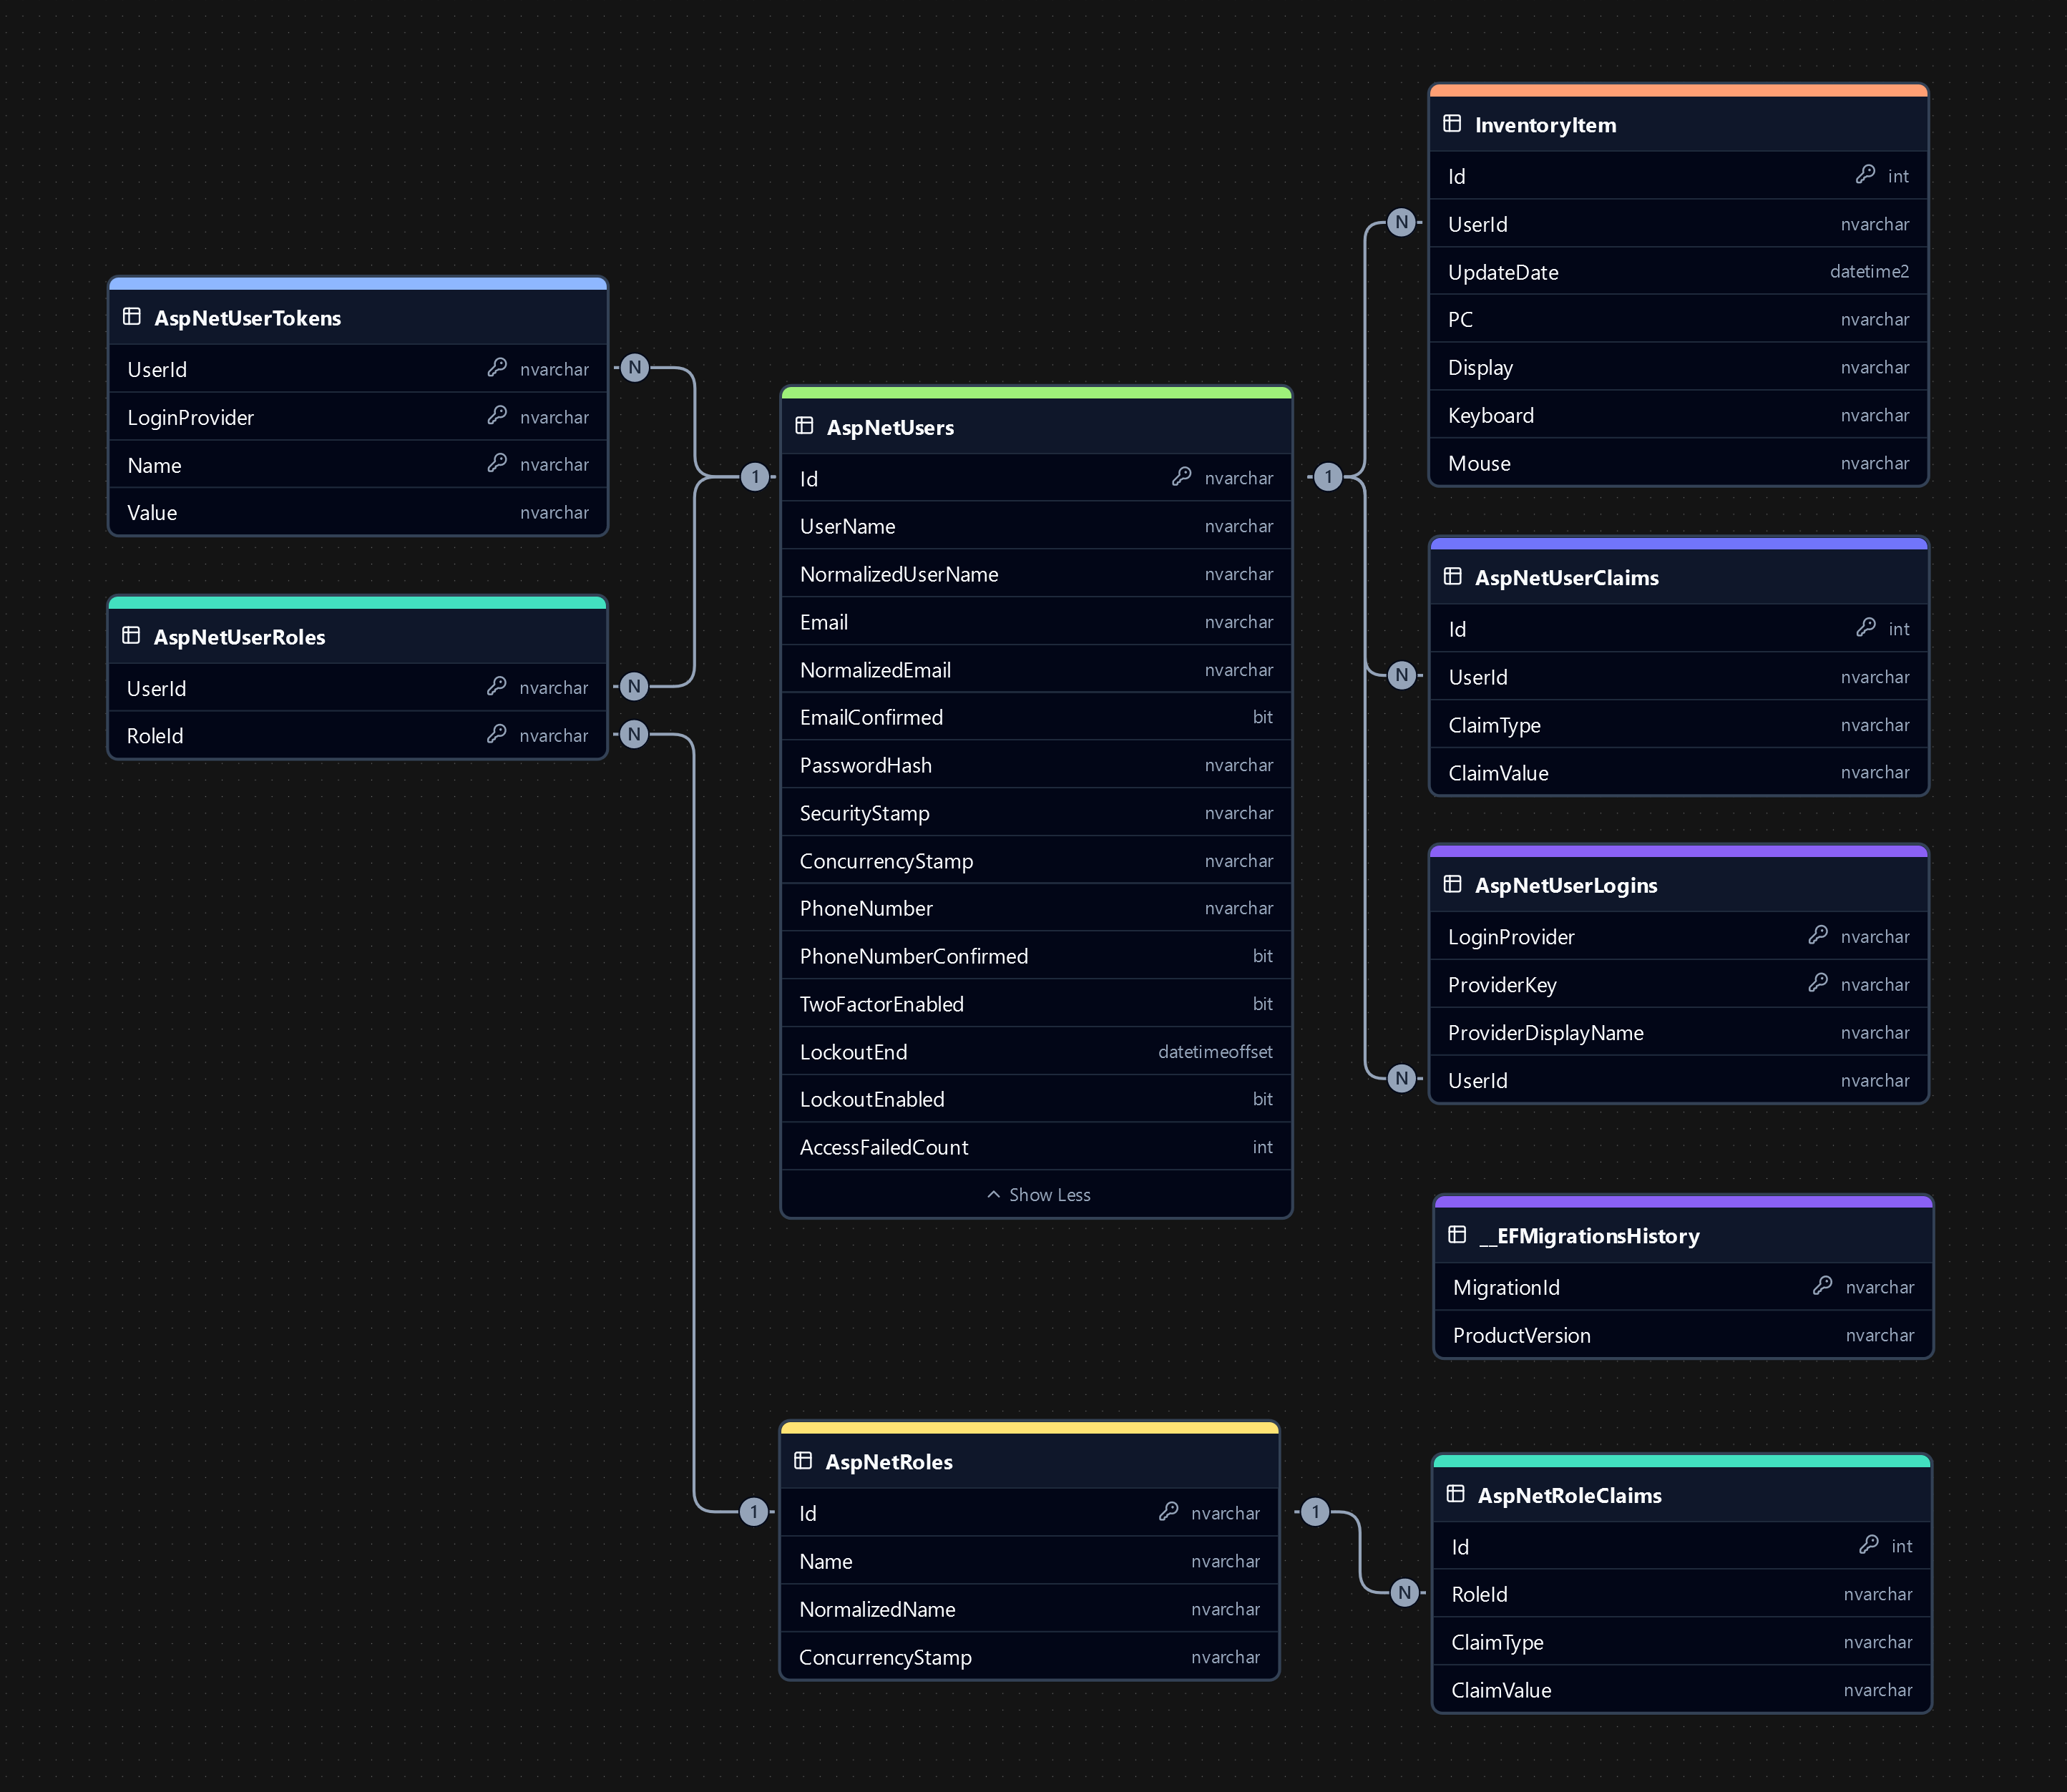 AspNetUserTokens
UserId nvarchar
LoginProvider nvarchar
Name nvarchar
Value nvarchar
N
AspNetUserRoles
UserId nvarchar
RoleId nvarchar
N
N
1
AspNetUsers
Id nvarchar
UserName nvarchar
NormalizedUserName nvarchar
Email nvarchar
NormalizedEmail nvarchar
EmailConfirmed bit
PasswordHash nvarchar
SecurityStamp nvarchar
ConcurrencyStamp nvarchar
PhoneNumber nvarchar
PhoneNumberConfirmed bit
TwoFactorEnabled bit
LockoutEnd datetimeoffset
LockoutEnabled bit
AccessFailedCount int
Show Less
1
N
InventoryItem
Id int
UserId nvarchar
UpdateDate datetime2
PC nvarchar
Display nvarchar
Keyboard nvarchar
Mouse nvarchar
N
AspNetUserClaims
Id int
UserId nvarchar
ClaimType nvarchar
ClaimValue nvarchar
N
AspNetUserLogins
LoginProvider nvarchar
ProviderKey nvarchar
ProviderDisplayName nvarchar
UserId nvarchar
__EFMigrationsHistory
MigrationId nvarchar
ProductVersion nvarchar
1
AspNetRoles
Id nvarchar
Name nvarchar
NormalizedName nvarchar
ConcurrencyStamp nvarchar
1
N
AspNetRoleClaims
Id int
RoleId nvarchar
ClaimType nvarchar
ClaimValue nvarchar